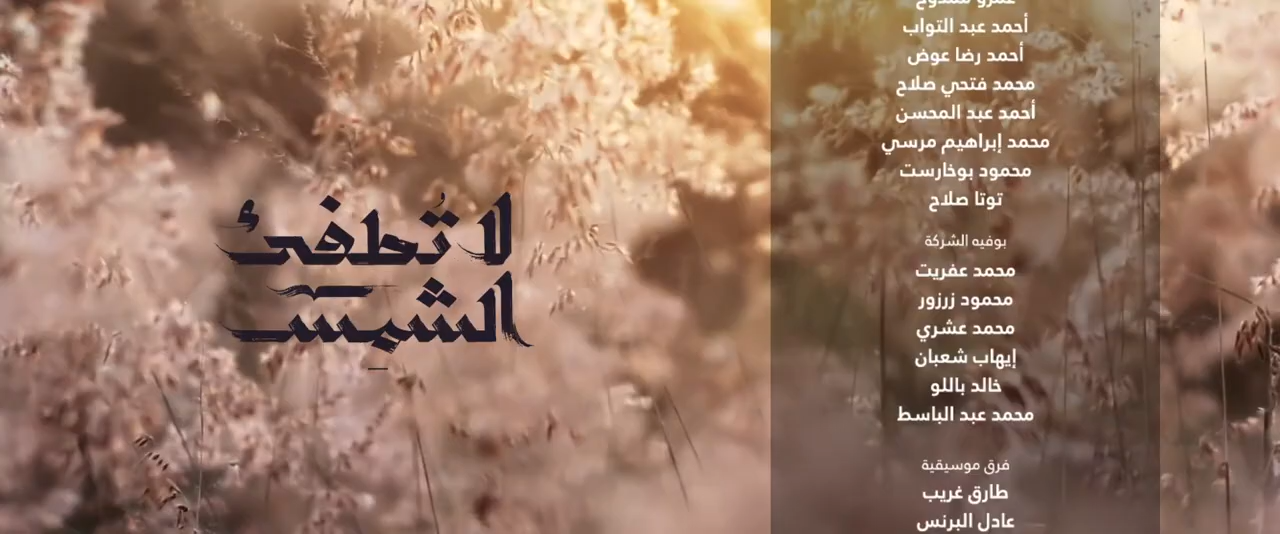 لا تُطفئ
الشمس
أحمد عبد التواب
أحمد رضا عوض
محمد فتحي صلاح
أحمد عبد المحسن
محمد إبراهيم مرسي
محمود بوخارست
توتا صلاح
بوفيه الشركة
محمد عفريت
محمود زرزور
محمد عشري
إيهاب شعبان
خالد باللو
محمد عبد الباسط
فرق موسيقية
طارق غريب
عادل البرنس